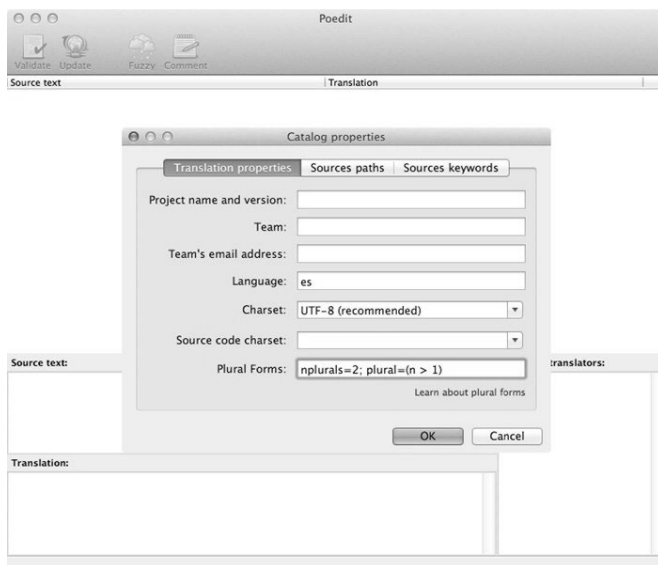 Poedit
Validate Update Fuzzy Comment
Source text Translation
Catalog properties
Translation properties Sources paths Sources keywords
Project name and version:
Team:
Team's email address:
Language: es
Charset: UTF-8 (recommended)
Source code charset:
Plural Forms: nplurals=2; plural=(n > 1)
Learn about plural forms
OK Cancel
Source text: translators:
Translation: